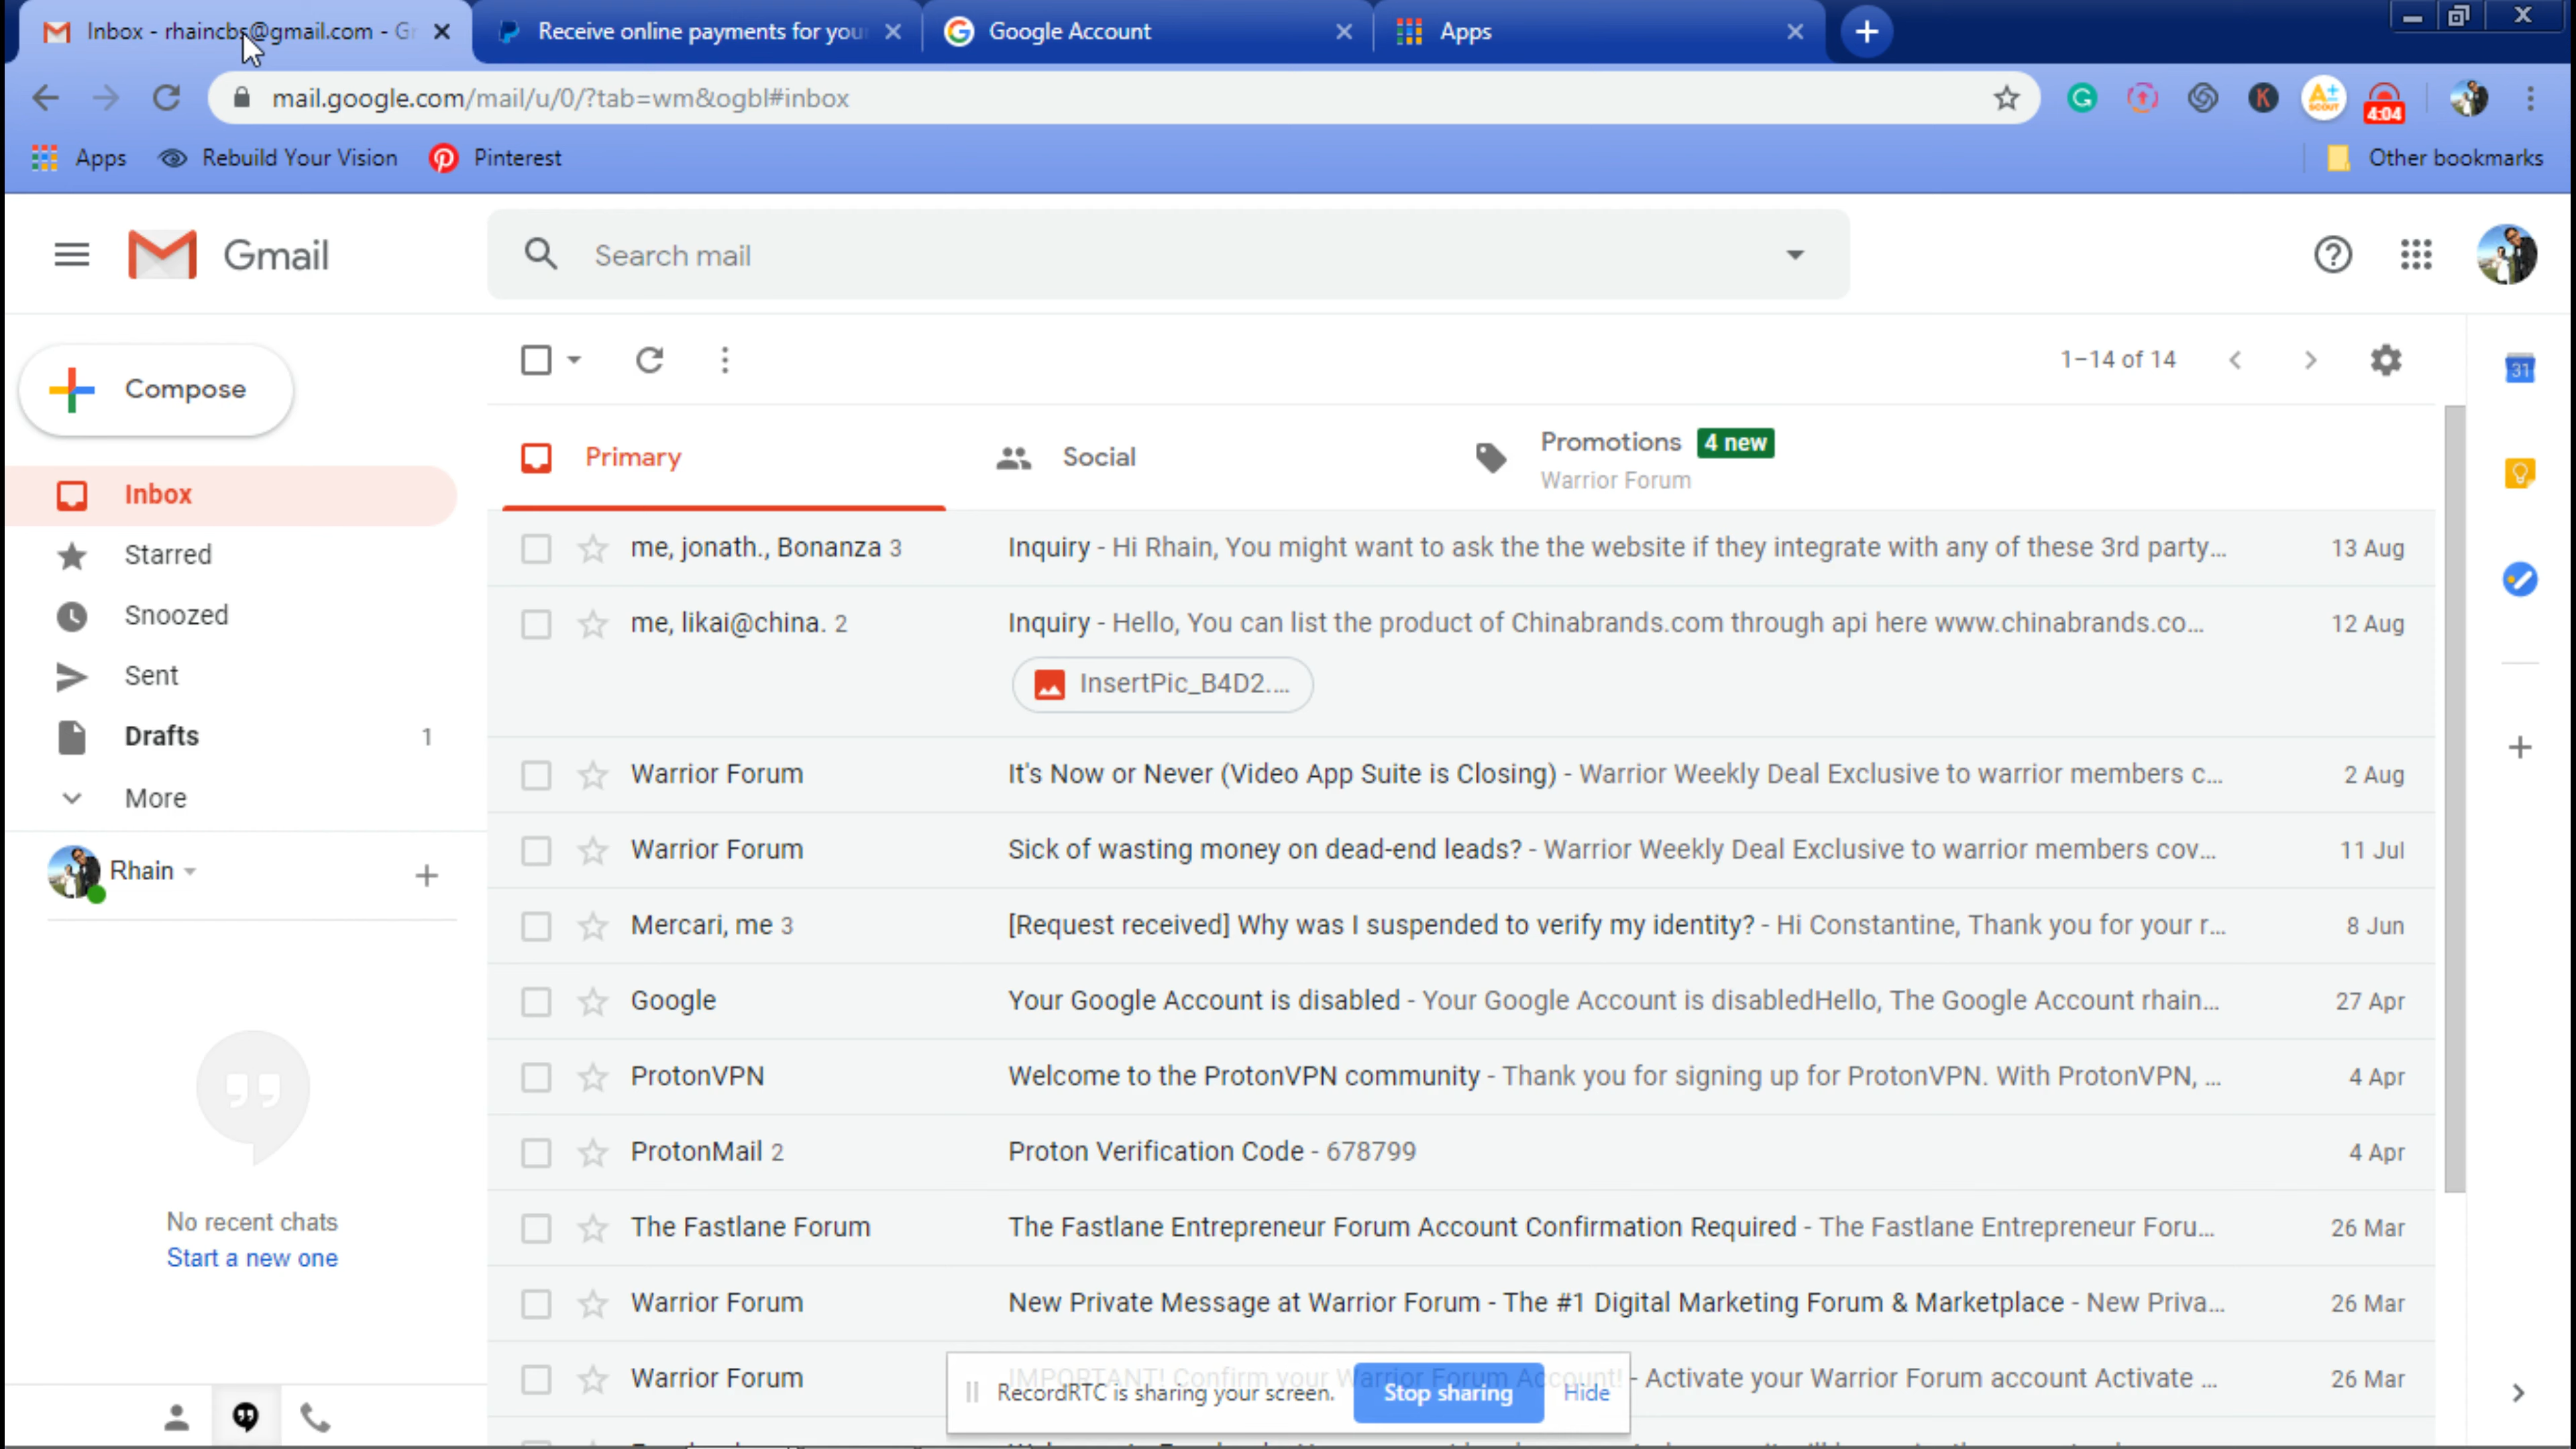 Inbox - rhaincbs@gmail.com - Gr
Receive online payments for you
Google Account
Apps
mail.google.com/mail/u/0/?tab=wm&ogbl#inbox
4:04
Apps
Rebuild Your Vision
Pinterest
Other bookmarks
Gmail
Search mail
Compose
1–14 of 14
31
Primary
Social
Promotions 4 new
Warrior Forum
Inbox
Starred
Snoozed
Sent
Drafts 1
More
Rhain
No recent chats
Start a new one
me, jonath., Bonanza 3 Inquiry - Hi Rhain, You might want to ask the the website if they integrate with any of these 3rd party... 13 Aug
me, likai@china. 2 Inquiry - Hello, You can list the product of Chinabrands.com through api here www.chinabrands.co... 12 Aug
InsertPic_B4D2....
Warrior Forum It's Now or Never (Video App Suite is Closing) - Warrior Weekly Deal Exclusive to warrior members c... 2 Aug
Warrior Forum Sick of wasting money on dead-end leads? - Warrior Weekly Deal Exclusive to warrior members cov... 11 Jul
Mercari, me 3 [Request received] Why was I suspended to verify my identity? - Hi Constantine, Thank you for your r... 8 Jun
Google Your Google Account is disabled - Your Google Account is disabledHello, The Google Account rhain... 27 Apr
ProtonVPN Welcome to the ProtonVPN community - Thank you for signing up for ProtonVPN. With ProtonVPN, ... 4 Apr
ProtonMail 2 Proton Verification Code - 678799 4 Apr
The Fastlane Forum The Fastlane Entrepreneur Forum Account Confirmation Required - The Fastlane Entrepreneur Foru... 26 Mar
Warrior Forum New Private Message at Warrior Forum - The #1 Digital Marketing Forum & Marketplace - New Priva... 26 Mar
Warrior Forum IMPORTANT! Confirm your Warrior Forum Account! - Activate your Warrior Forum account Activate ... 26 Mar
RecordRTC is sharing your screen. Stop sharing Hide